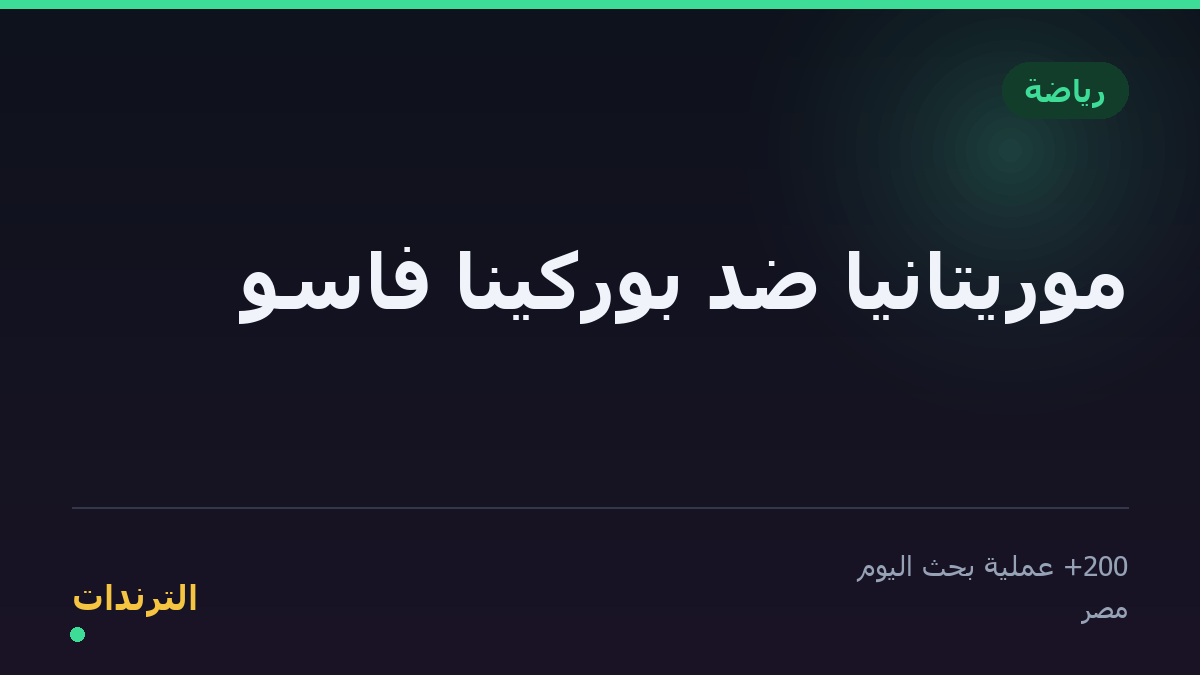 رياضة
موريتانيا ضد بوركينا فاسو
200+ عملية بحث اليوم
مصر
الترندات